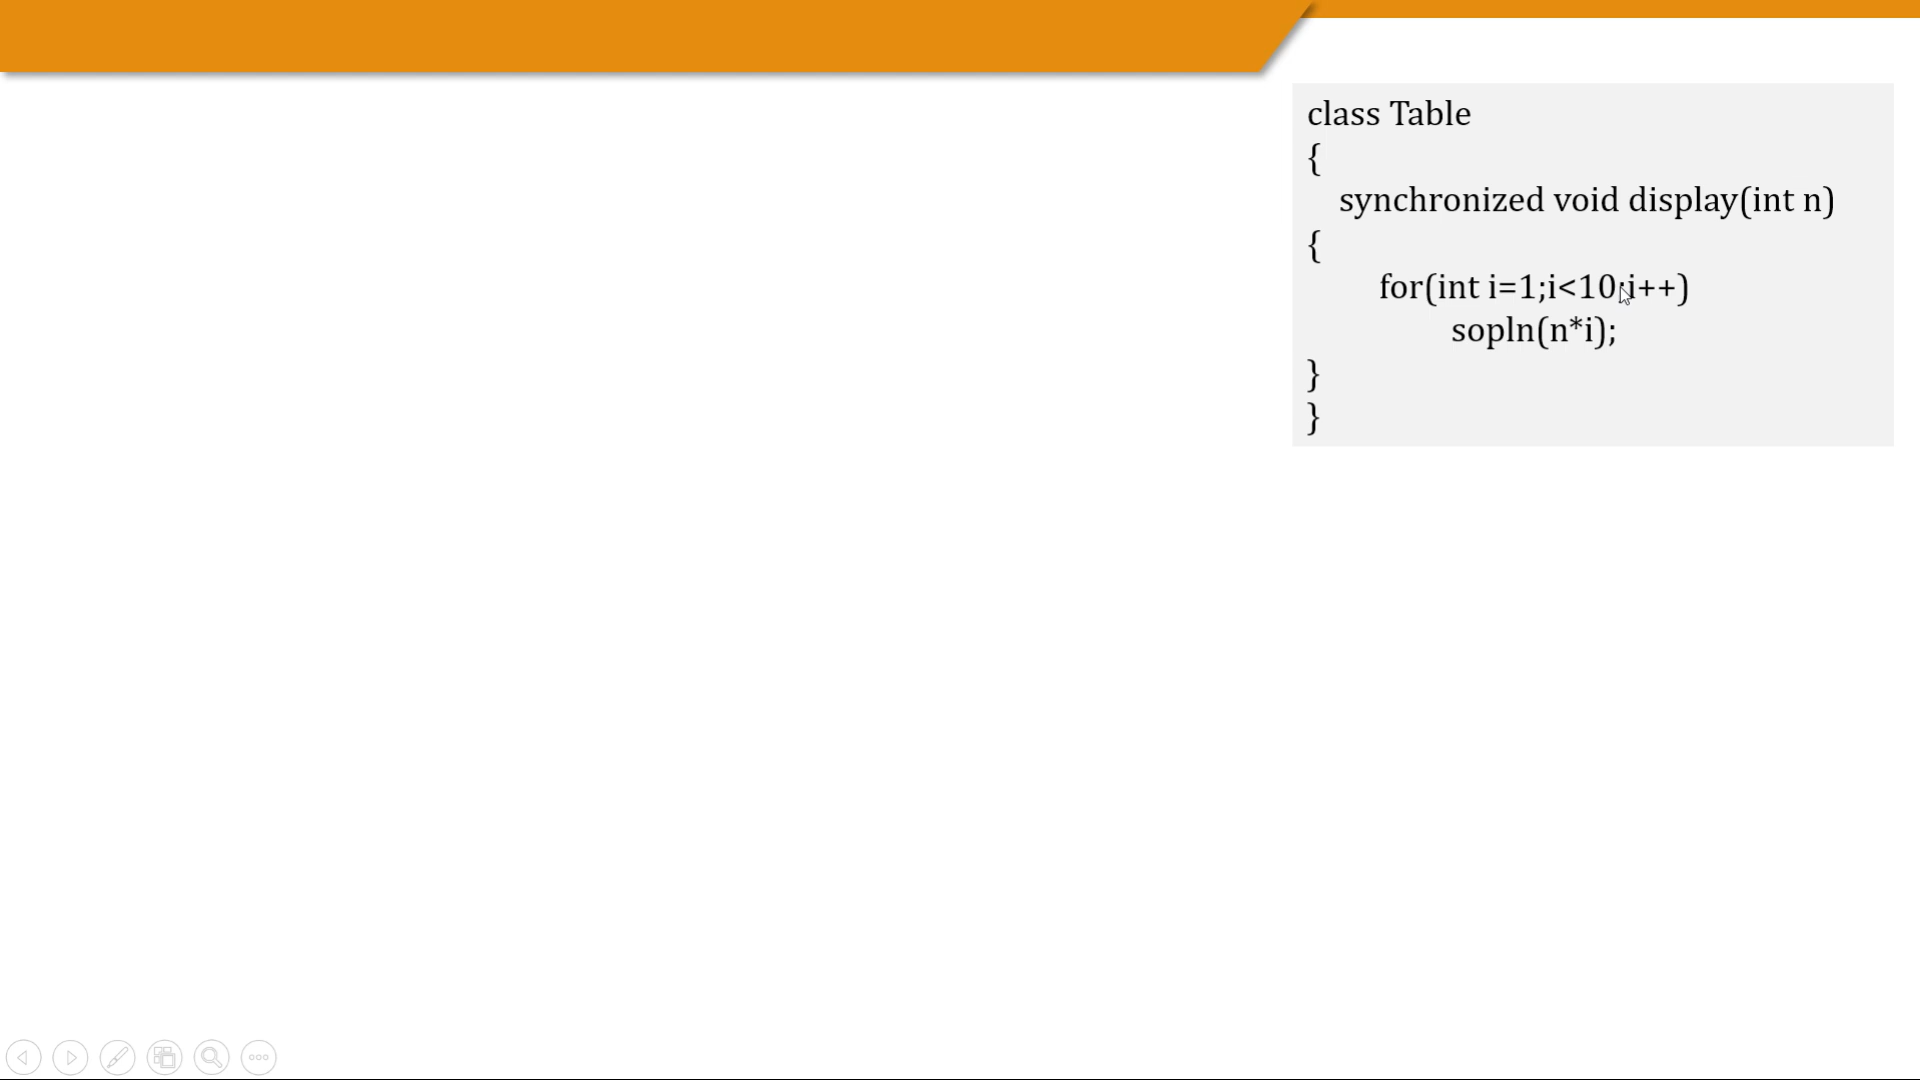 class Table
{
synchronized void display(int n)
{
for(int i=1;i<10;i++)
sopln(n*i);
}
}